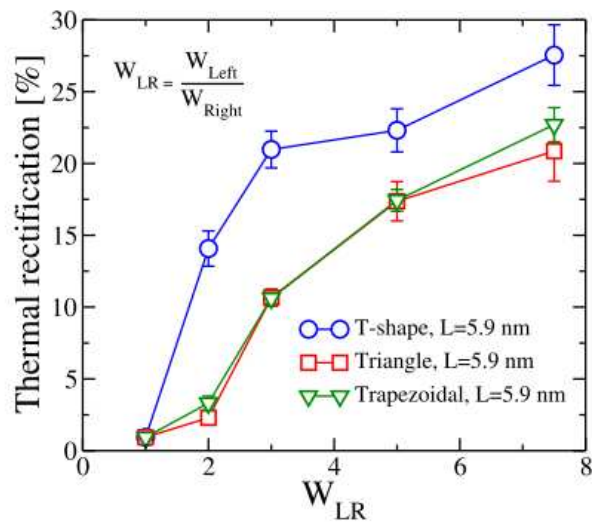 30
25
20
15
10
5
0
Thermal rectification [%]
W_LR = W_Left / W_Right
T-shape, L=5.9 nm
Triangle, L=5.9 nm
Trapezoidal, L=5.9 nm
0 2 4 6 8
W_LR